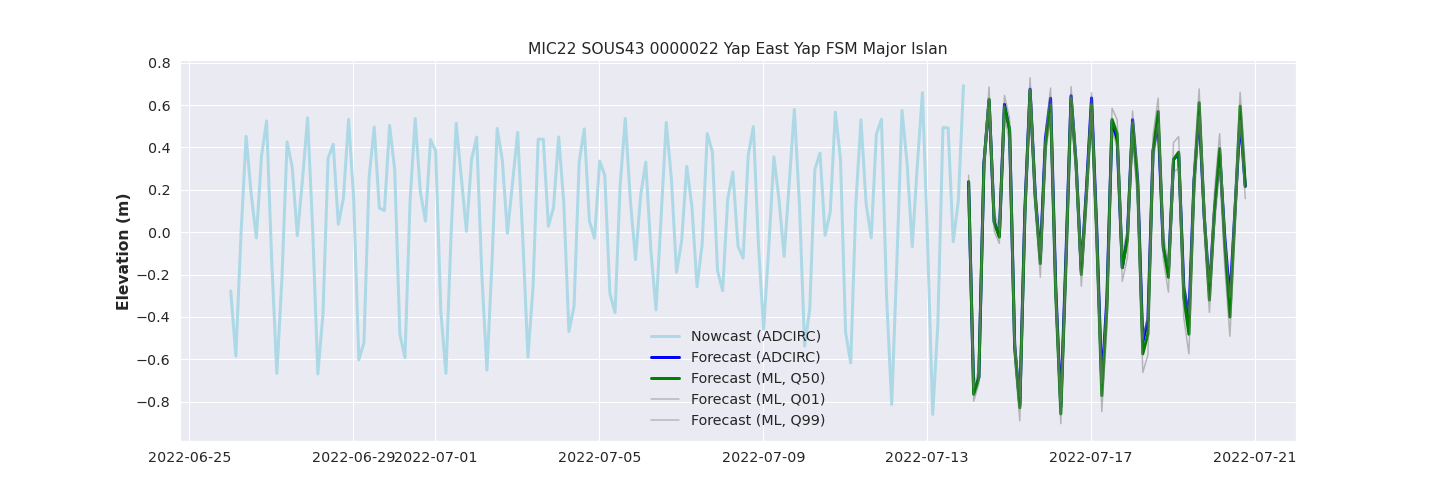 MIC22 SOUS43 0000022 Yap East Yap FSM Major Islan
Elevation (m)
0.8
0.6
0.4
0.2
0.0
−0.2
−0.4
−0.6
−0.8
Nowcast (ADCIRC)
Forecast (ADCIRC)
Forecast (ML, Q50)
Forecast (ML, Q01)
Forecast (ML, Q99)
2022-06-25 2022-06-29 2022-07-01 2022-07-05 2022-07-09 2022-07-13 2022-07-17 2022-07-21